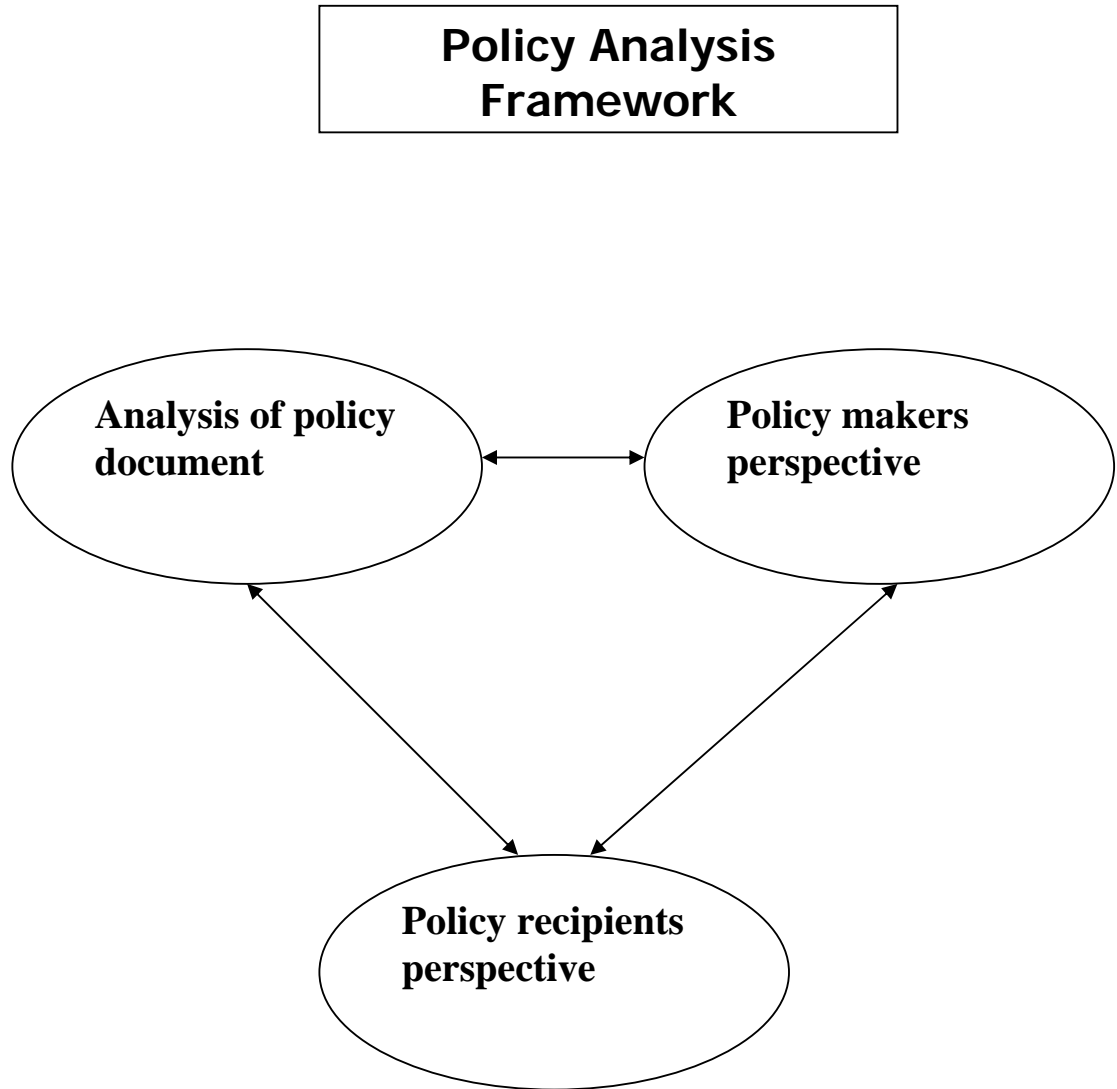 Policy Analysis
Framework
Analysis of policy
document
Policy makers
perspective
Policy recipients
perspective